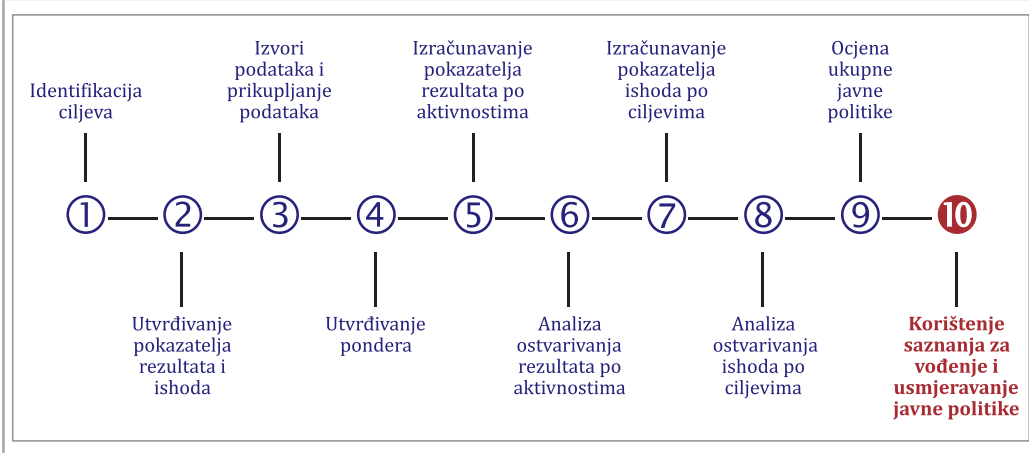 Identifikacija
ciljeva
1
2
Utvrđivanje
pokazatelja
rezultata i
ishoda
Izvori
podataka i
prikupljanje
podataka
3
4
Utvrđivanje
pondera
Izračunavanje
pokazatelja
rezultata po
aktivnostima
5
6
Analiza
ostvarivanja
rezultata po
aktivnostima
Izračunavanje
pokazatelja
ishoda po
ciljevima
7
8
Analiza
ostvarivanja
ishoda po
ciljevima
Ocjena
ukupne
javne
politike
9
10
Korištenje
saznanja za
vođenje i
usmjeravanje
javne politike